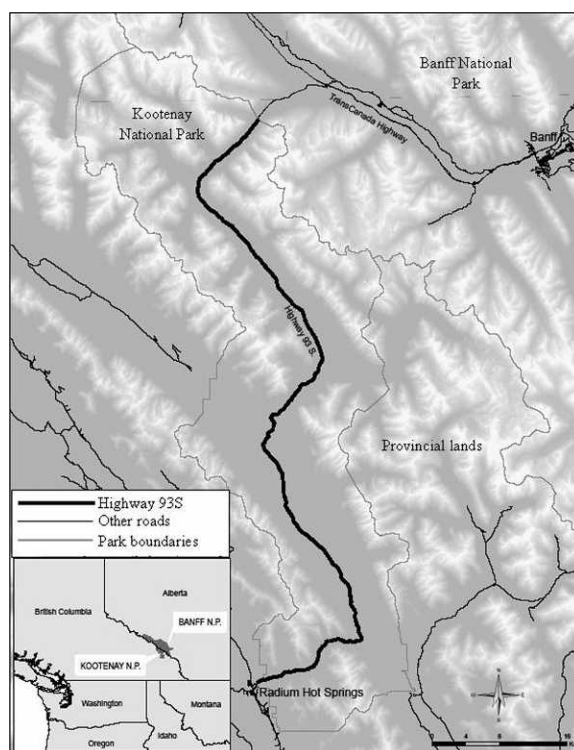 Banff National
Park
Kootenay
National Park
TransCanada Highway
Banff
Highway 93 S.
Provincial lands
Highway 93S
Other roads
Park boundaries
Alberta
British Columbia
BANFF N.P.
KOOTENAY N.P.
Washington
Montana
Idaho
Oregon
Radium Hot Springs
N